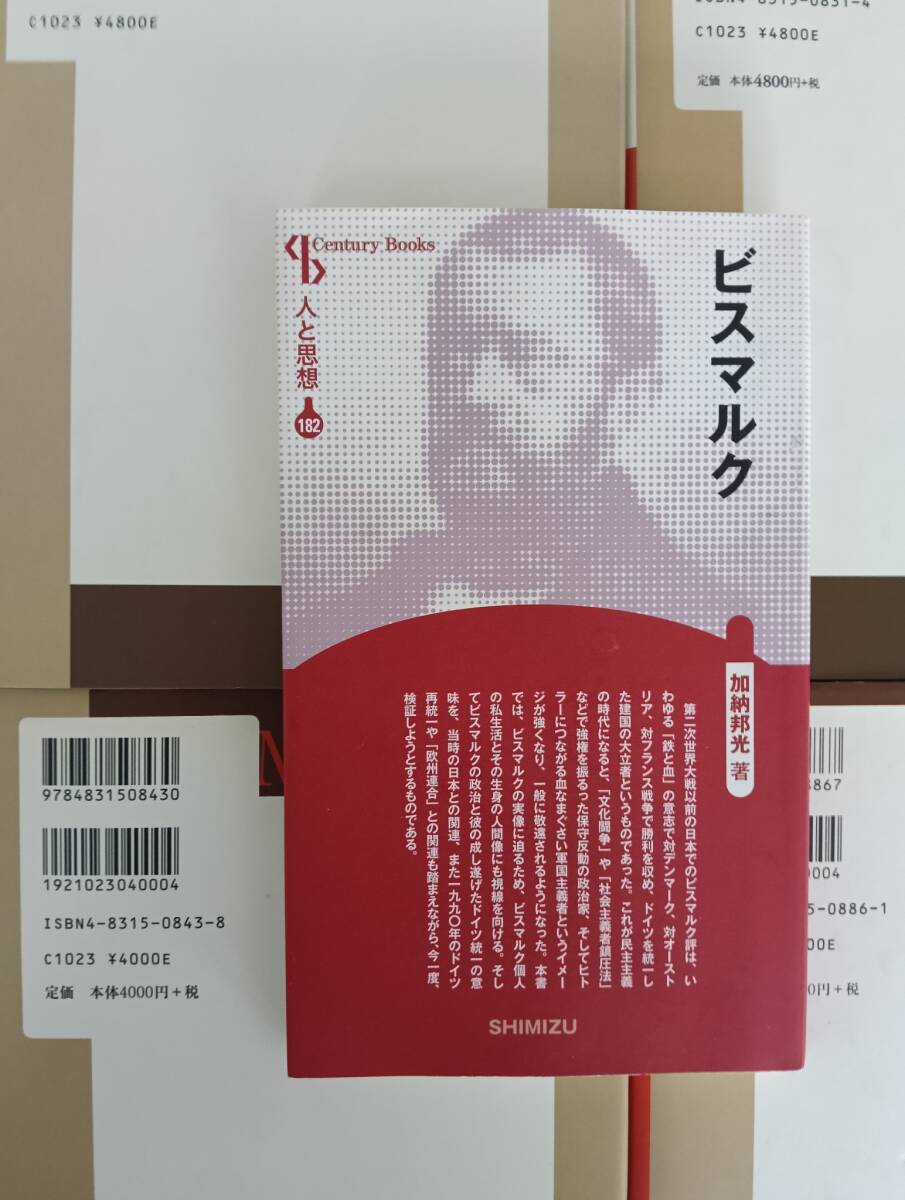 C1023 ¥4800E
C1023 ¥4800E
定価 本体4800円+税
Century Books
人と思想
182
ビスマルク
加納邦光 著
第二次世界大戦以前の日本でのビスマルク評は、い
わゆる「鉄と血」の意志で対デンマーク、対オースト
リア、対フランス戦争で勝利を収め、ドイツを統一し
た建国の大立者というものであった。これが民主主義
の時代になると、「文化闘争」や「社会主義者鎮圧法」
などで強権を振るった保守反動の政治家、そしてヒト
ラーにつながる血なまぐさい軍国主義者というイメー
ジが強くなり、一般に敬遠されるようになった。本書
では、ビスマルクの実像に迫るため、ビスマルク個人
の私生活とその生身の人間像にも視線を向ける。そし
てビスマルクの政治と彼の成し遂げたドイツ統一の意
味を、当時の日本との関連、また一九九〇年のドイツ
再統一や「欧州連合」との関連も踏まえながら、今一度、
検証しようとするものである。
SHIMIZU
9784831508430
1921023040004
ISBN4-8315-0843-8
C1023 ¥4000E
定価 本体4000円+税
3867
0004
5-0886-1
00E
0円+税